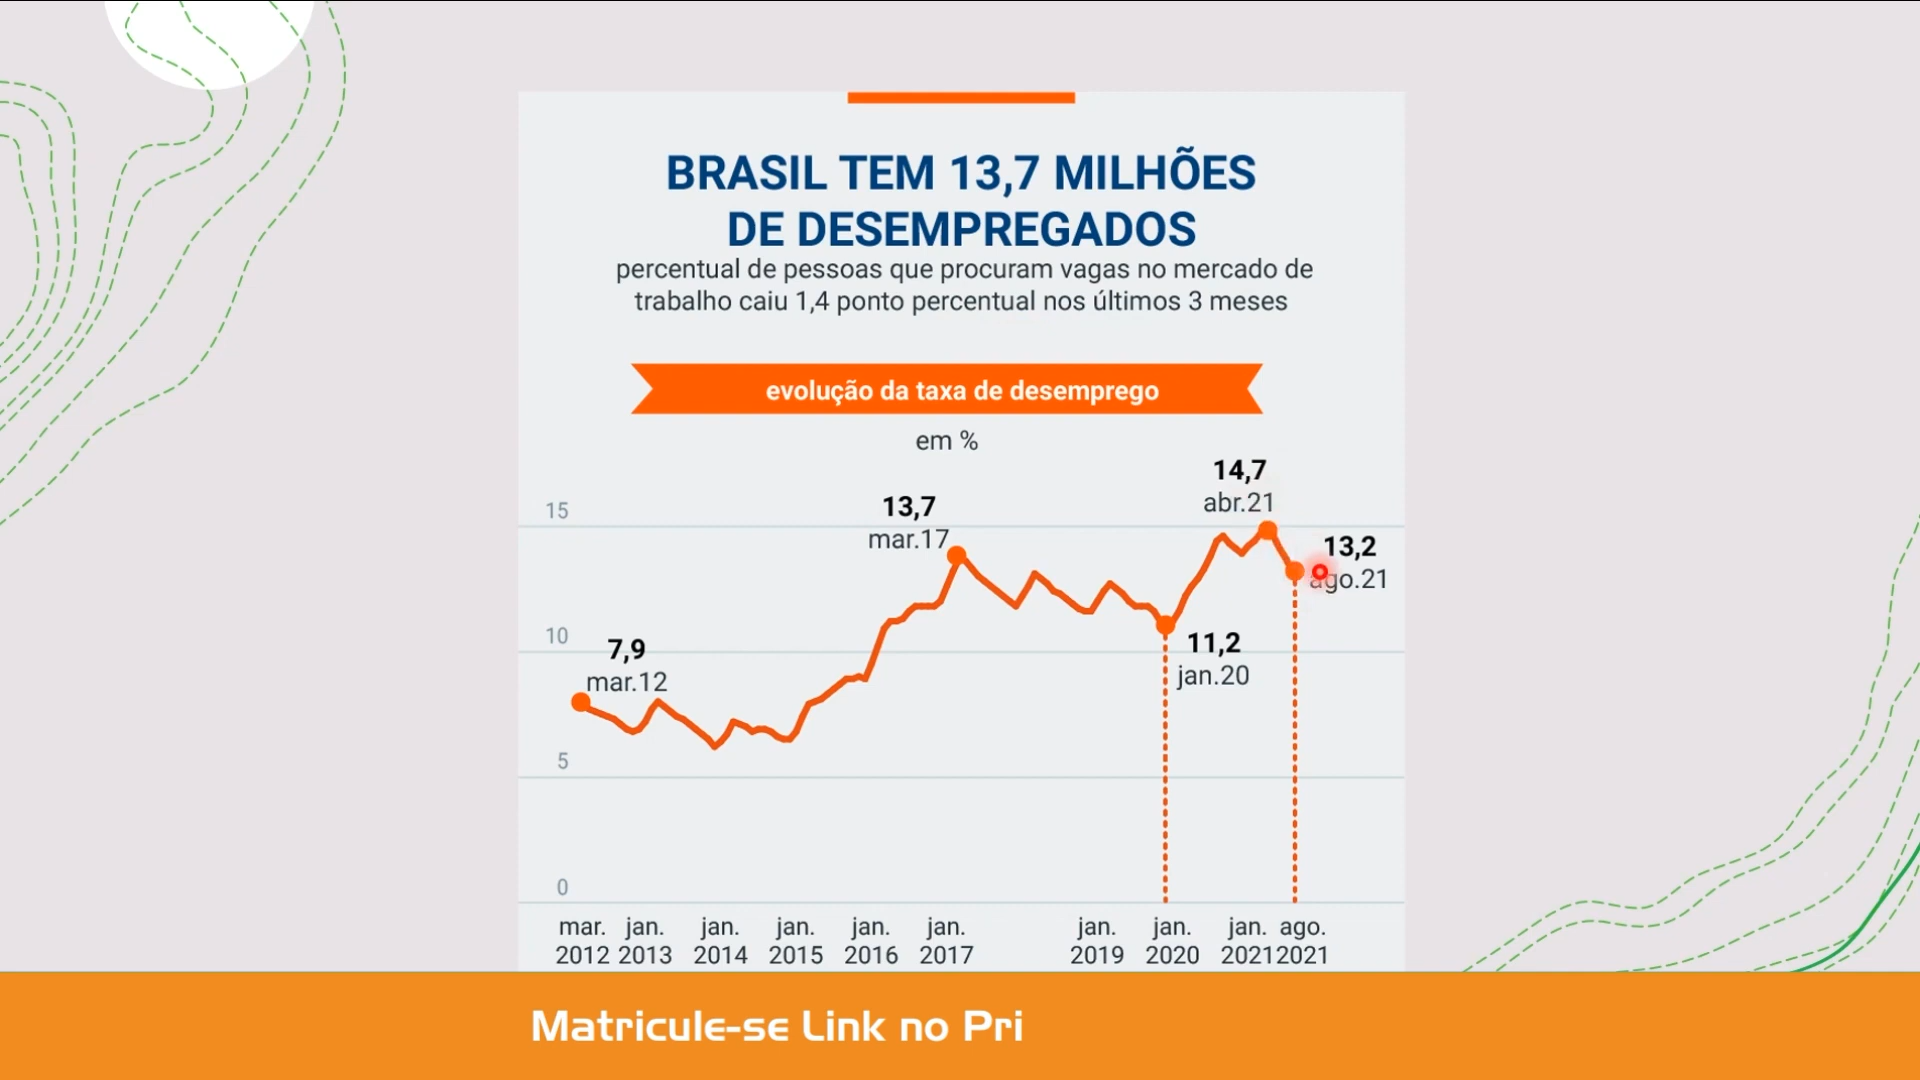 BRASIL TEM 13,7 MILHÕES
DE DESEMPREGADOS
percentual de pessoas que procuram vagas no mercado de
trabalho caiu 1,4 ponto percentual nos últimos 3 meses
evolução da taxa de desemprego
em %
14,7
abr.21
13,7
mar.17
15
13,2
ago.21
10
7,9
mar.12
11,2
jan.20
5
0
mar. jan. jan. jan. jan. jan. jan. jan. jan. ago.
2012 2013 2014 2015 2016 2017 2019 2020 2021 2021
Matricule-se Link no Pri